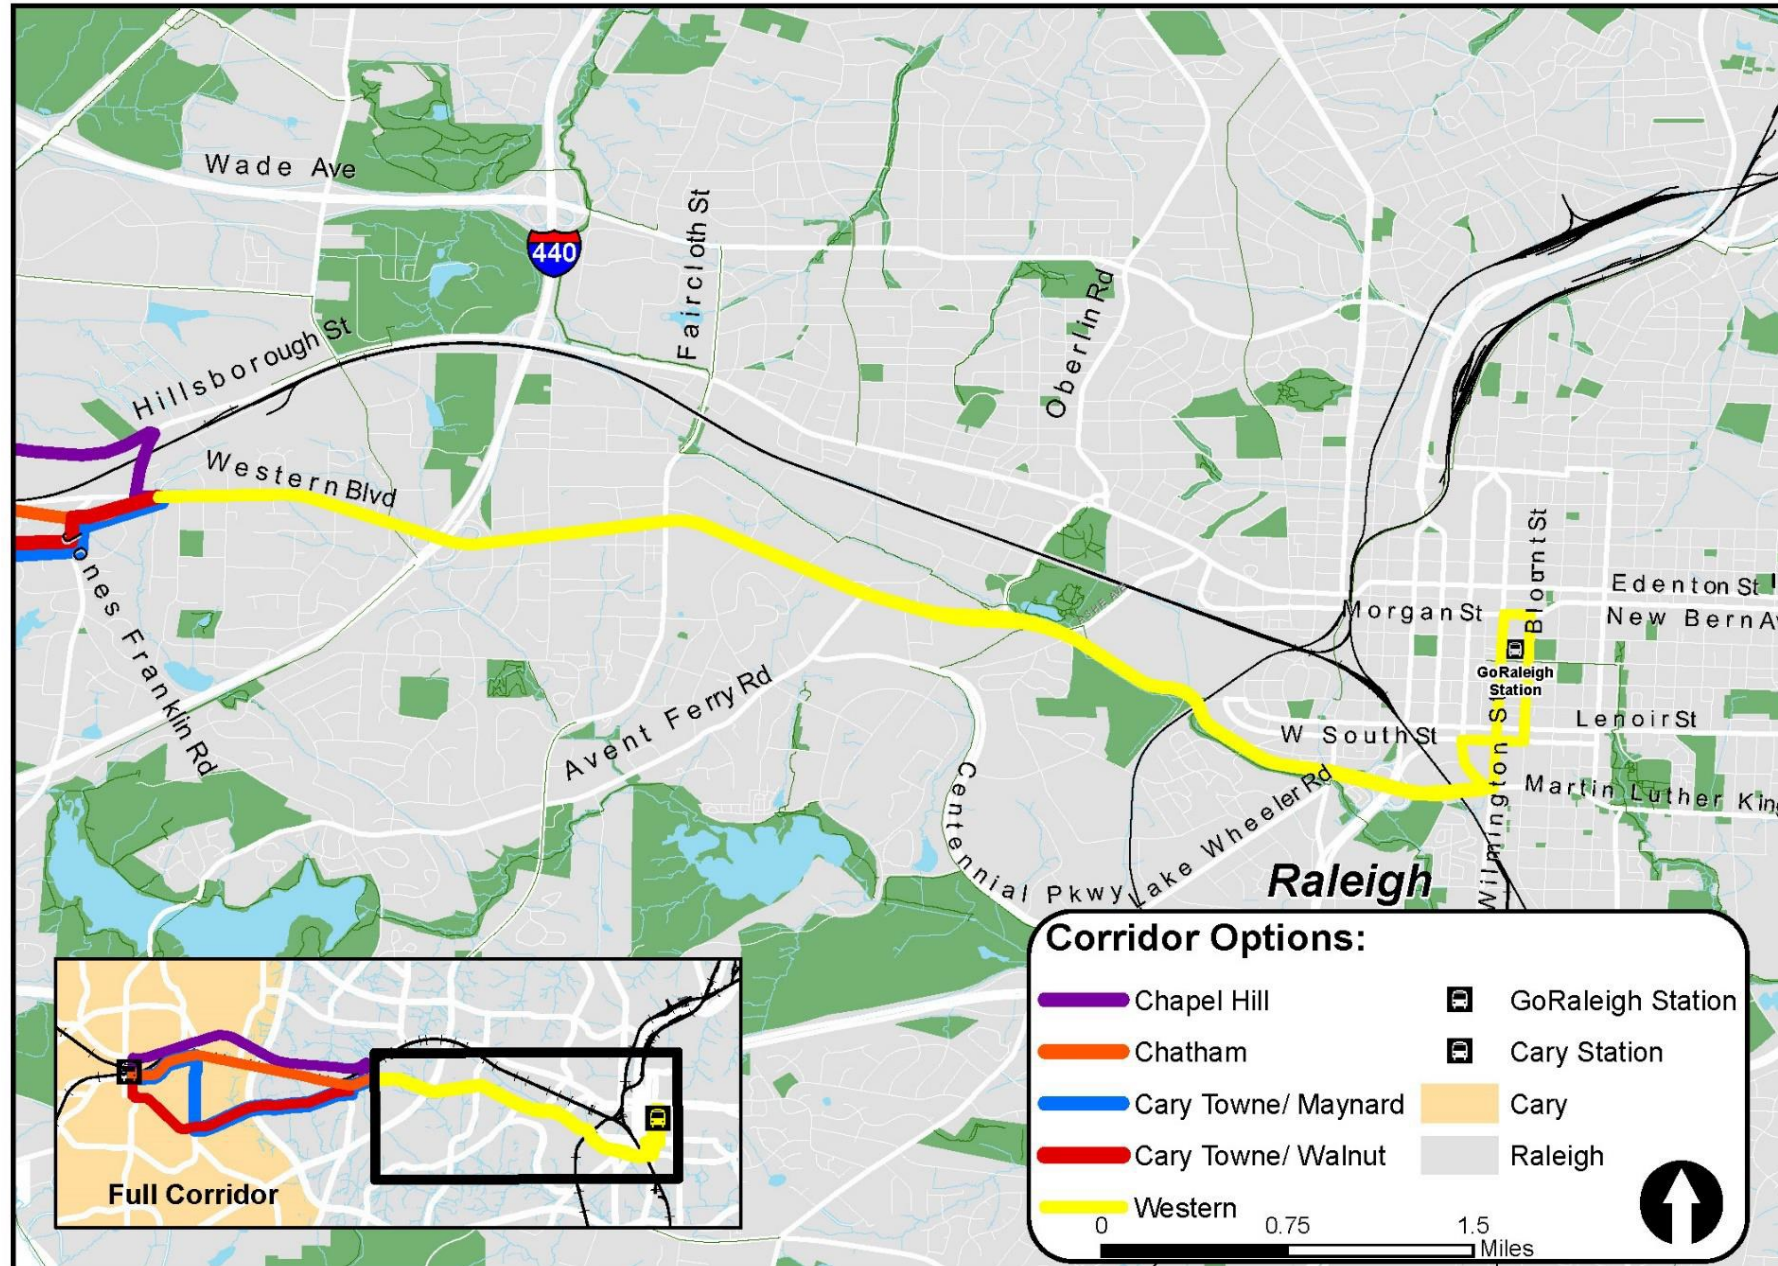 Wade Ave
440
Faircloth St
Oberlin Rd
Hillsborough St
Western Blvd
Jones Franklin Rd
Avent Ferry Rd
Centennial Pkwy
Lake Wheeler Rd
W South St
Morgan St
Blount St
Edenton St
New Bern Av
GoRaleigh
Station
Lenoir St
Wilmington St
Martin Luther King
Raleigh
Corridor Options:
Chapel Hill
GoRaleigh Station
Chatham
Cary Station
Cary Towne/ Maynard
Cary
Cary Towne/ Walnut
Raleigh
Western
0 0.75 1.5
Miles
Full Corridor